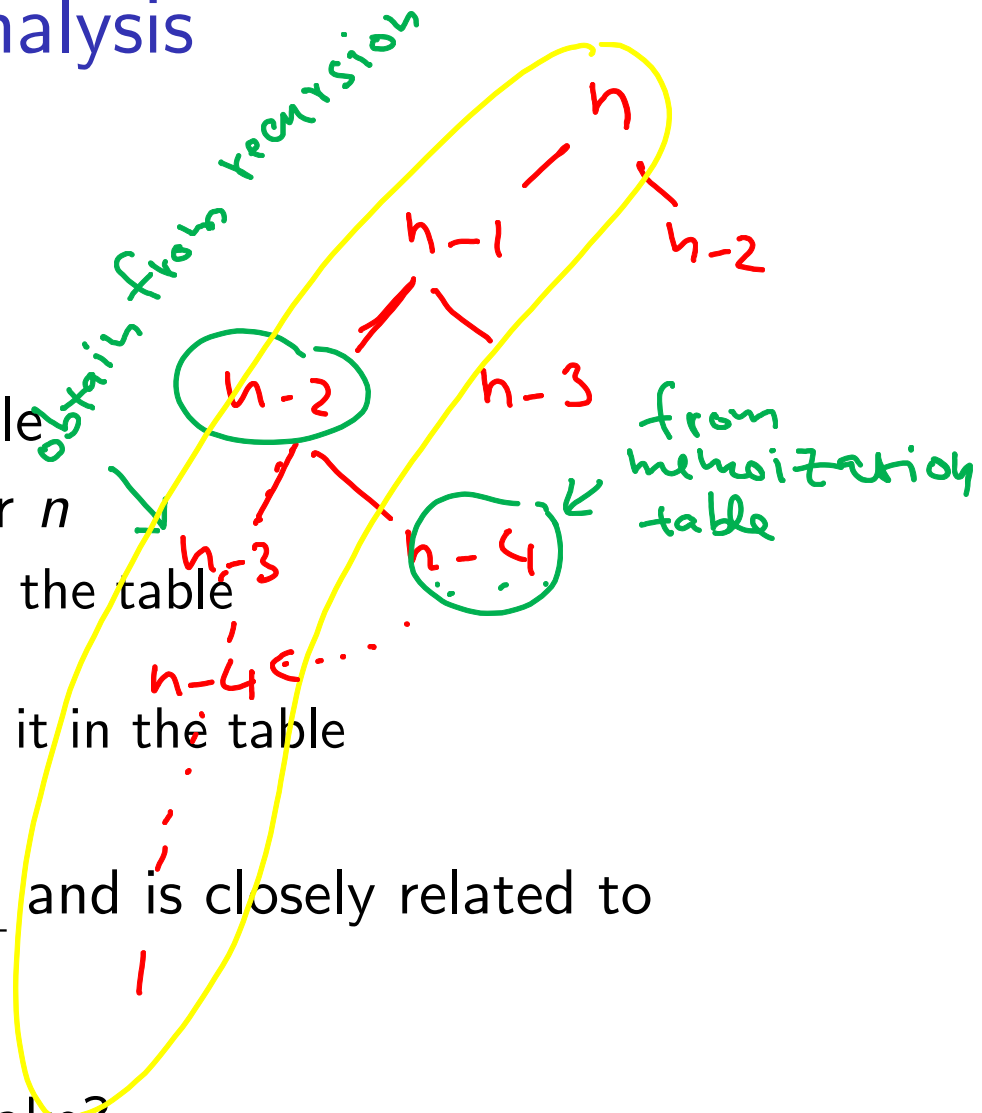 nalysis
obtain from recursion
n
n-1
n-2
n-2
n-3
from
memoization
table
le
r n
n-3
n-4
the table
n-4
it in the table
and is closely related to
1